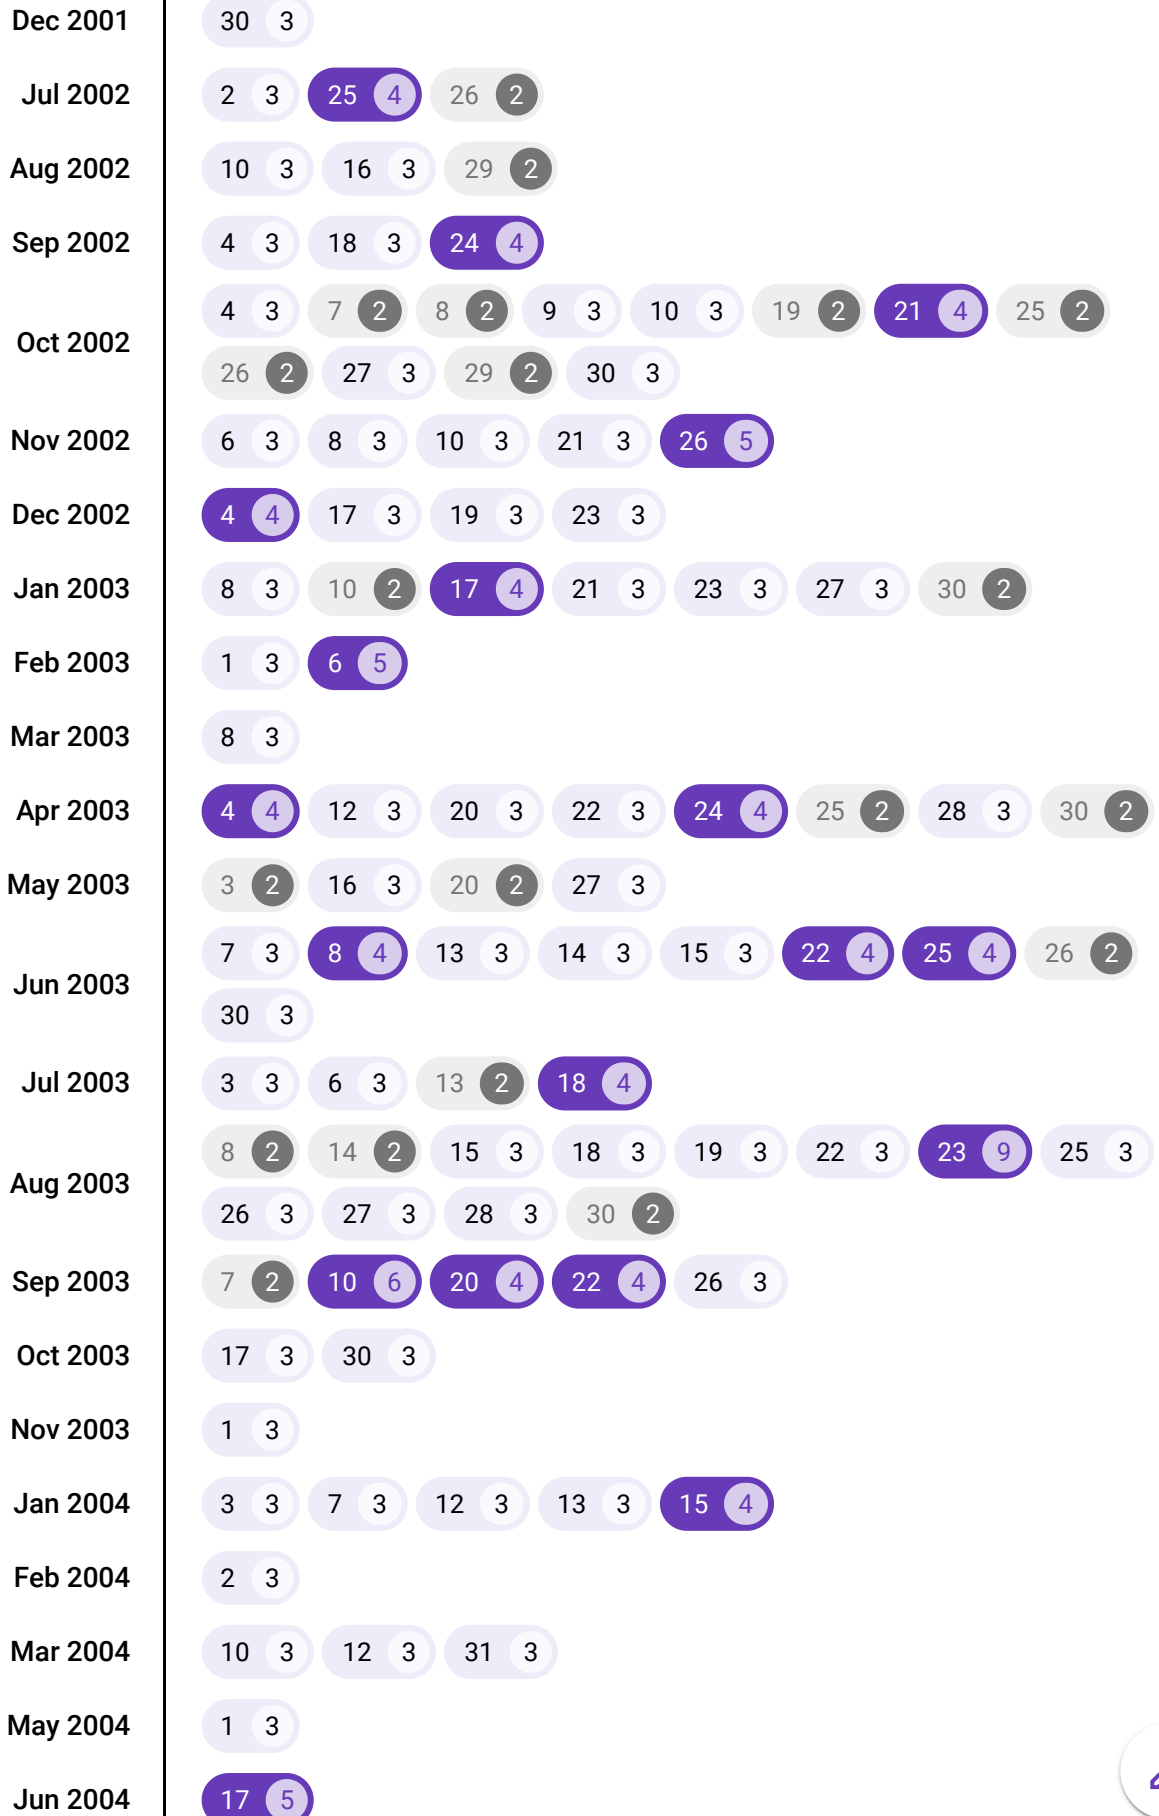 Dec 2001 30 3
Jul 2002 2 3 25 4 26 2
Aug 2002 10 3 16 3 29 2
Sep 2002 4 3 18 3 24 4
Oct 2002 4 3 7 2 8 2 9 3 10 3 19 2 21 4 25 2
26 2 27 3 29 2 30 3
Nov 2002 6 3 8 3 10 3 21 3 26 5
Dec 2002 4 4 17 3 19 3 23 3
Jan 2003 8 3 10 2 17 4 21 3 23 3 27 3 30 2
Feb 2003 1 3 6 5
Mar 2003 8 3
Apr 2003 4 4 12 3 20 3 22 3 24 4 25 2 28 3 30 2
May 2003 3 2 16 3 20 2 27 3
Jun 2003 7 3 8 4 13 3 14 3 15 3 22 4 25 4 26 2
30 3
Jul 2003 3 3 6 3 13 2 18 4
Aug 2003 8 2 14 2 15 3 18 3 19 3 22 3 23 9 25 3
26 3 27 3 28 3 30 2
Sep 2003 7 2 10 6 20 4 22 4 26 3
Oct 2003 17 3 30 3
Nov 2003 1 3
Jan 2004 3 3 7 3 12 3 13 3 15 4
Feb 2004 2 3
Mar 2004 10 3 12 3 31 3
May 2004 1 3
Jun 2004 17 5